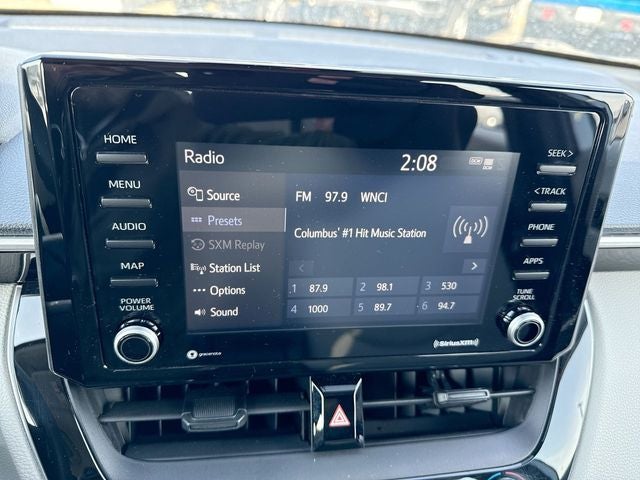 HOME
MENU
AUDIO
MAP
POWER
VOLUME
Radio
2:08
Source
Presets
SXM Replay
Station List
Options
Sound
FM 97.9 WNCI
Columbus' #1 Hit Music Station
1 87.9 2 98.1 3 530
4 1000 5 89.7 6 94.7
SEEK >
< TRACK
PHONE
APPS
TUNE
SCROLL
gracenote
SiriusXM